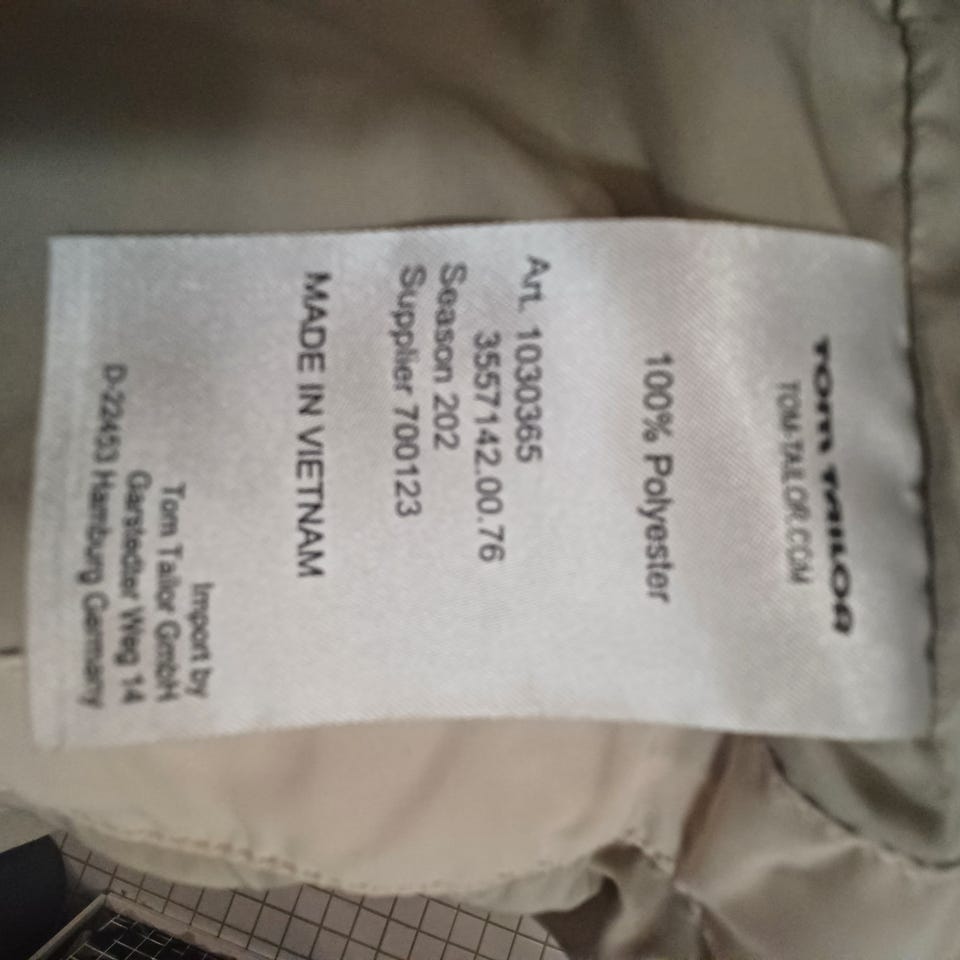 TOM TAILOR
TOM-TAILOR.COM
100% Polyester
Art. 1030365
3557142.00.76
Season 202
Supplier 700123
MADE IN VIETNAM
Import by
Tom Tailor GmbH
Garstedter Weg 14
D-22453 Hamburg Germany